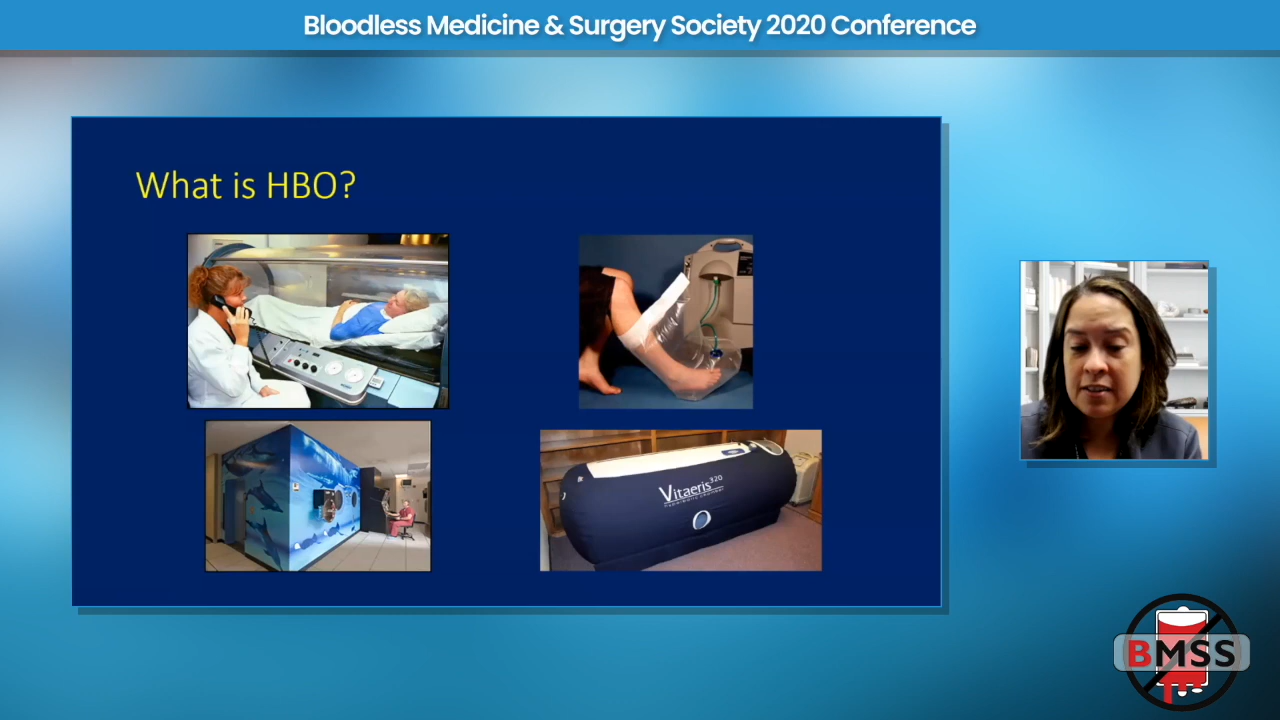 Bloodless Medicine & Surgery Society 2020 Conference
What is HBO?
Vitaeris 320
BMSS